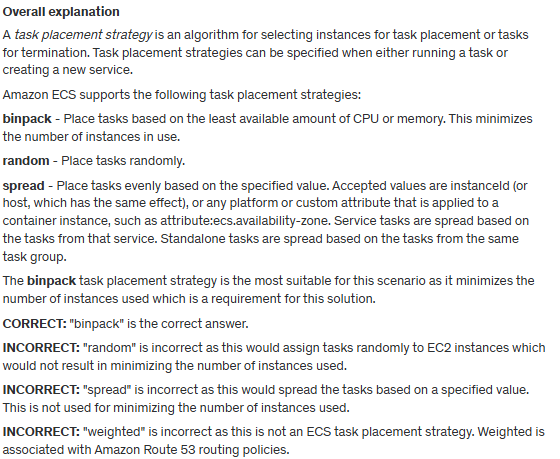 Overall explanation
A task placement strategy is an algorithm for selecting instances for task placement or tasks
for termination. Task placement strategies can be specified when either running a task or
creating a new service.
Amazon ECS supports the following task placement strategies:
binpack - Place tasks based on the least available amount of CPU or memory. This minimizes
the number of instances in use.
random - Place tasks randomly.
spread - Place tasks evenly based on the specified value. Accepted values are instanceId (or
host, which has the same effect), or any platform or custom attribute that is applied to a
container instance, such as attribute:ecs.availability-zone. Service tasks are spread based on
the tasks from that service. Standalone tasks are spread based on the tasks from the same
task group.
The binpack task placement strategy is the most suitable for this scenario as it minimizes the
number of instances used which is a requirement for this solution.
CORRECT: "binpack" is the correct answer.
INCORRECT: "random" is incorrect as this would assign tasks randomly to EC2 instances which
would not result in minimizing the number of instances used.
INCORRECT: "spread" is incorrect as this would spread the tasks based on a specified value.
This is not used for minimizing the number of instances used.
INCORRECT: "weighted" is incorrect as this is not an ECS task placement strategy. Weighted is
associated with Amazon Route 53 routing policies.